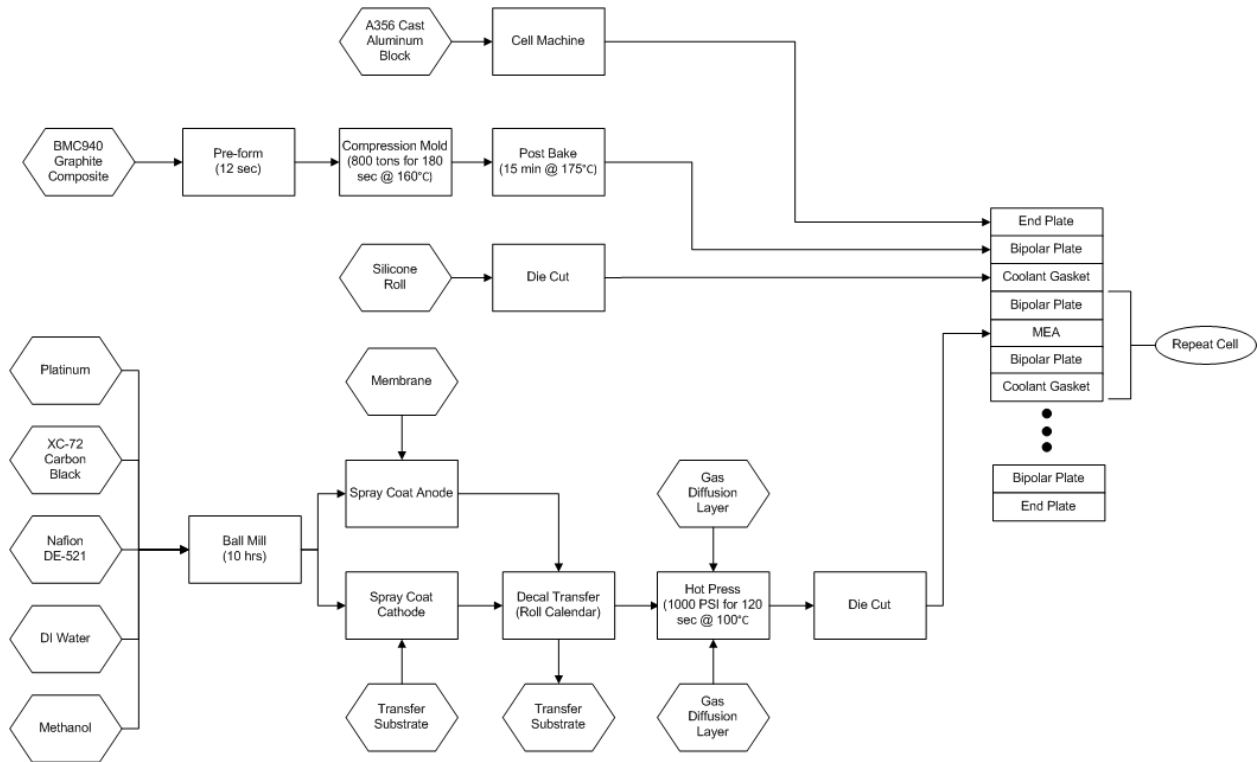 A356 Cast
Aluminum
Block
Cell Machine
BMC940
Graphite
Composite
Pre-form
(12 sec)
Compression Mold
(800 tons for 180
sec @ 160°C)
Post Bake
(15 min @ 175°C)
Silicone
Roll
Die Cut
End Plate
Bipolar Plate
Coolant Gasket
Bipolar Plate
MEA
Bipolar Plate
Coolant Gasket
Repeat Cell
Bipolar Plate
End Plate
Platinum
XC-72
Carbon
Black
Nafion
DE-521
DI Water
Methanol
Ball Mill
(10 hrs)
Membrane
Spray Coat Anode
Spray Coat
Cathode
Transfer
Substrate
Decal Transfer
(Roll Calendar)
Transfer
Substrate
Gas
Diffusion
Layer
Hot Press
(1000 PSI for 120
sec @ 100°C
Gas
Diffusion
Layer
Die Cut